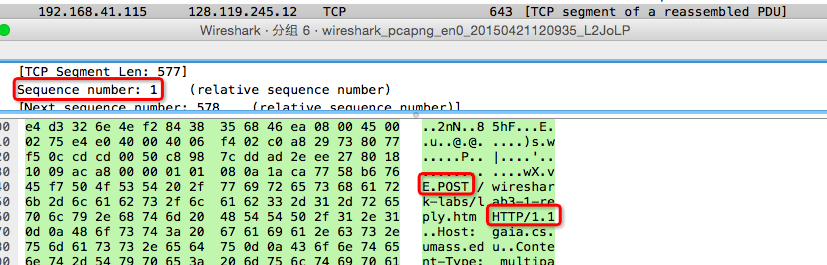 192.168.41.115 128.119.245.12 TCP 643 [TCP segment of a reassembled PDU]
Wireshark · 分组 6 · wireshark_pcapng_en0_20150421120935_L2JoLP
[TCP Segment Len: 577]
Sequence number: 1 (relative sequence number)
[Next sequence number: 578 (relative sequence number)]
00 e4 d3 32 6e 4e f2 84 38 35 68 46 ea 08 00 45 00 ..2nN..8 5hF...E.
10 02 75 e4 e0 40 00 40 06 f4 02 c0 a8 29 73 80 77 .u..@.@. ....)s.w
20 f5 0c cd cd 00 50 c8 98 7c dd ad 2e ee 27 80 18 .....P.. |....'..
30 10 09 ac a8 00 00 01 01 08 0a 1a ca 77 58 b6 76 ........ ....wX.v
40 45 f7 50 4f 53 54 20 2f 77 69 72 65 73 68 61 72 E.POST / wireshar
50 6b 2d 6c 61 62 73 2f 6c 61 62 33 2d 31 2d 72 65 k-labs/l ab3-1-re
60 70 6c 79 2e 68 74 6d 20 48 54 54 50 2f 31 2e 31 ply.htm HTTP/1.1
70 0d 0a 48 6f 73 74 3a 20 67 61 69 61 2e 63 73 2e ..Host: gaia.cs.
80 75 6d 61 73 73 2e 65 64 75 0d 0a 43 6f 6e 74 65 umass.ed u..Conte
90 6e 74 2d 54 79 70 65 3a 20 6d 75 6c 74 69 70 61 nt-Type: multipa